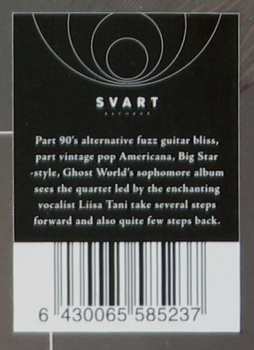 SVART
RECORDS
Part 90's alternative fuzz guitar bliss,
part vintage pop Americana, Big Star
-style, Ghost World's sophomore album
sees the quartet led by the enchanting
vocalist Liisa Tani take several steps
forward and also quite few steps back.
6 430065 585237